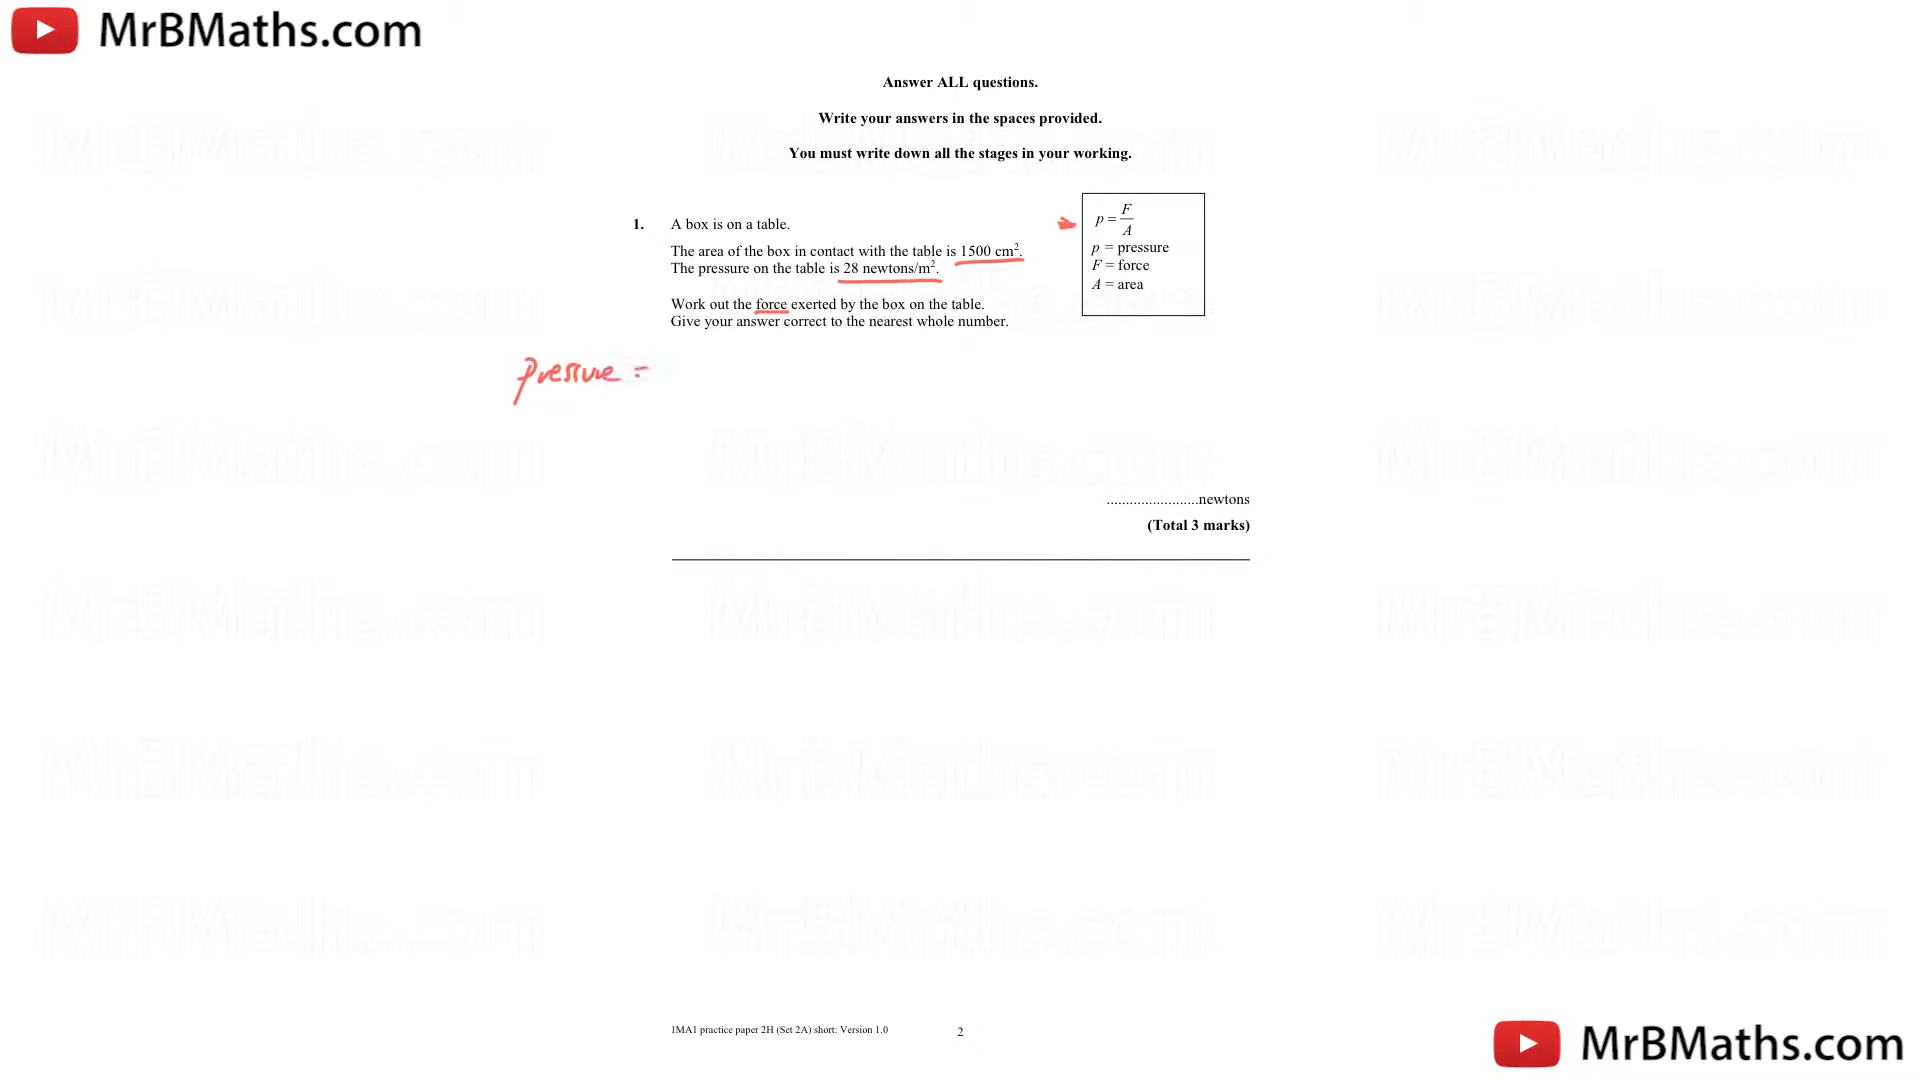 MrBMaths.com
Answer ALL questions.
Write your answers in the spaces provided.
You must write down all the stages in your working.
1. A box is on a table.
The area of the box in contact with the table is 1500 cm².
The pressure on the table is 28 newtons/m².
Work out the force exerted by the box on the table.
Give your answer correct to the nearest whole number.
p = F/A
p = pressure
F = force
A = area
pressure =
........................newtons
(Total 3 marks)
1MA1 practice paper 2H (Set 2A) short: Version 1.0
2
MrBMaths.com